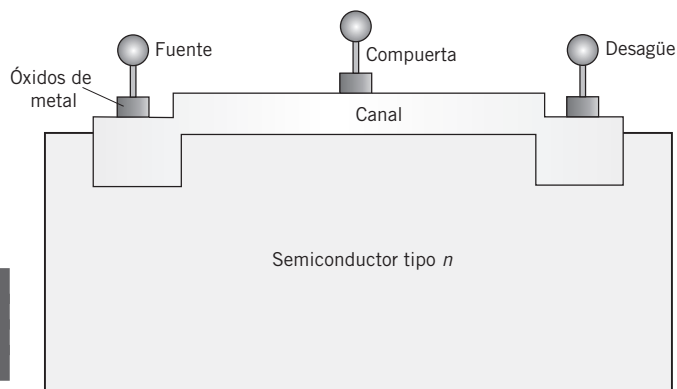 Fuente
Compuerta
Desagüe
Óxidos de
metal
Canal
Semiconductor tipo n